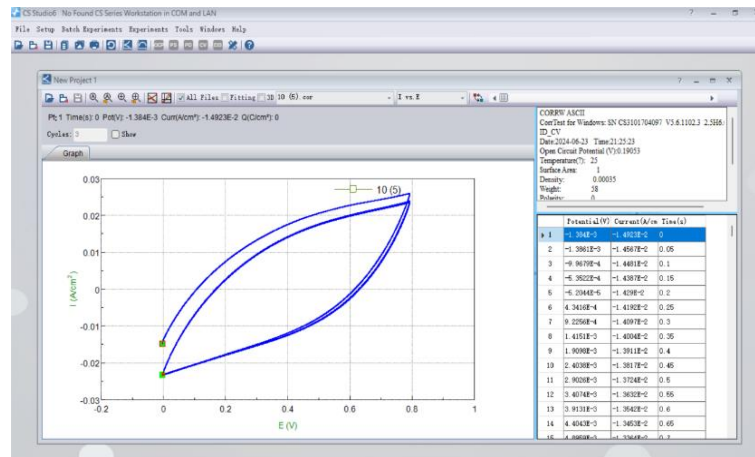 CS Studio6 No Found CS Series Workstation in COM and LAN
File Setup Batch Experiments Experiments Tools Windows Help
New Project 1
All Files Fitting 3D 10 (5).cor I vs.E
Pt: 1 Time(s): 0 Pot(V): -1.384E-3 Curr(A/cm²): -1.4923E-2 Q(C/cm²): 0
Cycles: 3 Show
Graph
10 (5)
0.03
0.02
0.01
0
-0.01
-0.02
-0.03
I (A/cm²)
-0.2 0 0.2 0.4 0.6 0.8 1
E (V)
CORRW ASCII
CorrTest for Windows: SN CS3101704097 V5.6.1102.3 2.5H6.
ID_CV
Date:2024-06-23 Time:21:25:23
Open Circuit Potential (V):0.19053
Temperature(?): 25
Surface Area: 1
Density: 0.00035
Weight: 58
Polarity: 0
Potential(V) Current(A/cm Time(s)
1 -1.384E-3 -1.4923E-2 0
2 -1.3861E-3 -1.4567E-2 0.05
3 -9.9679E-4 -1.4481E-2 0.1
4 -5.3522E-4 -1.4387E-2 0.15
5 -5.2044E-5 -1.429E-2 0.2
6 4.3416E-4 -1.4192E-2 0.25
7 9.2256E-4 -1.4097E-2 0.3
8 1.4151E-3 -1.4004E-2 0.35
9 1.9098E-3 -1.3911E-2 0.4
10 2.4038E-3 -1.3817E-2 0.45
11 2.9026E-3 -1.3724E-2 0.5
12 3.4074E-3 -1.3632E-2 0.55
13 3.9131E-3 -1.3542E-2 0.6
14 4.4043E-3 -1.3453E-2 0.65